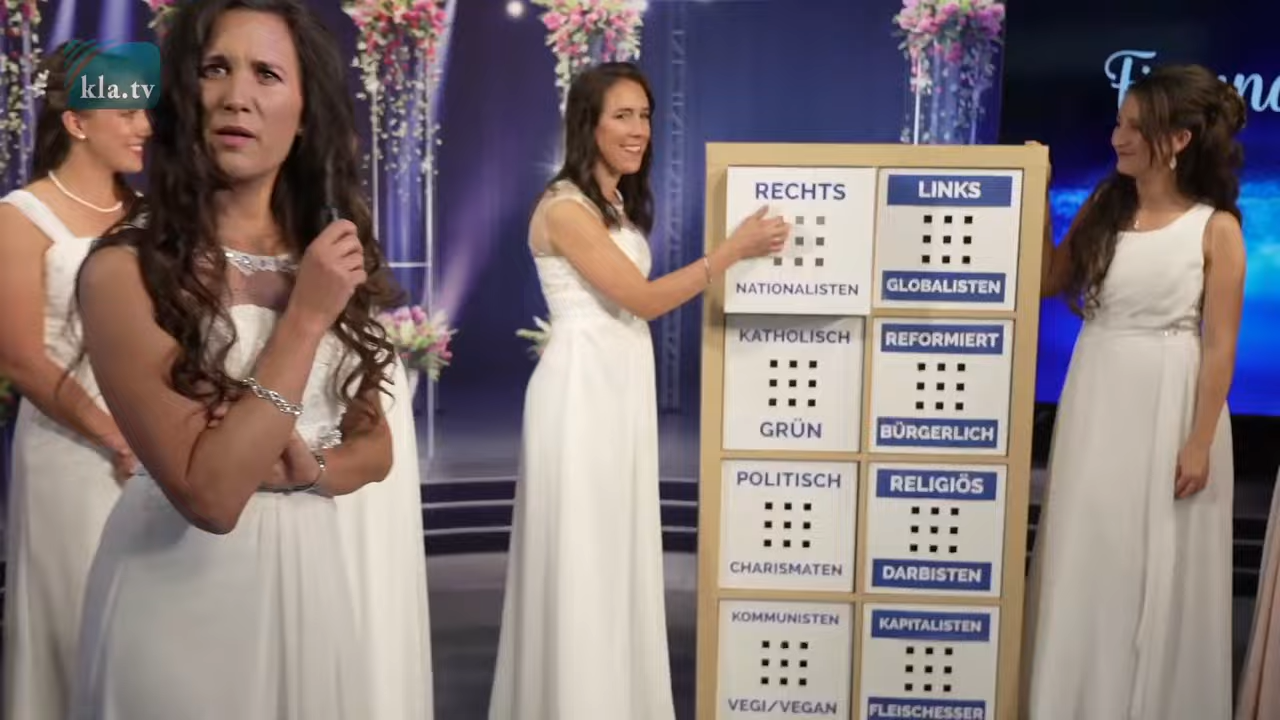 kla.tv
RECHTS
NATIONALISTEN
LINKS
GLOBALISTEN
KATHOLISCH
GRÜN
REFORMIERT
BÜRGERLICH
POLITISCH
CHARISMATEN
RELIGIÖS
DARBISTEN
KOMMUNISTEN
VEGI/VEGAN
KAPITALISTEN
FLEISCHESSER